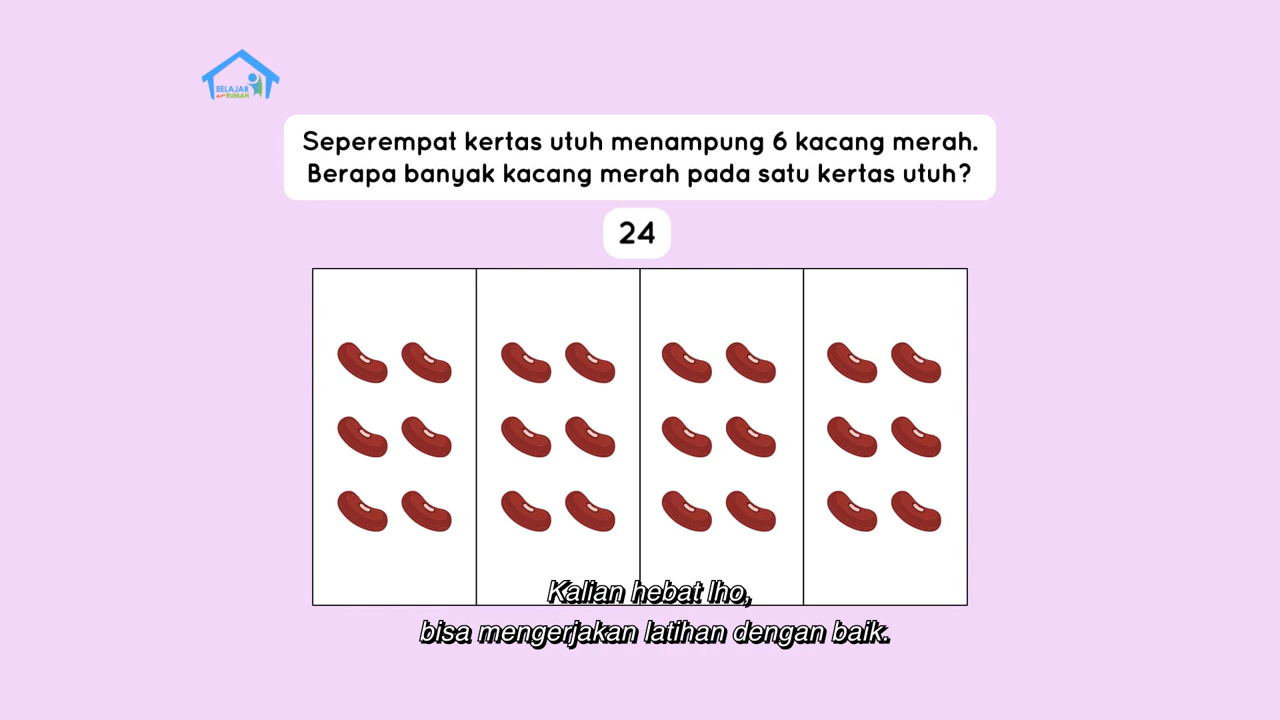 BELAJAR
RUMAH
Seperempat kertas utuh menampung 6 kacang merah.
Berapa banyak kacang merah pada satu kertas utuh?
24
Kalian hebat lho,
bisa mengerjakan latihan dengan baik.